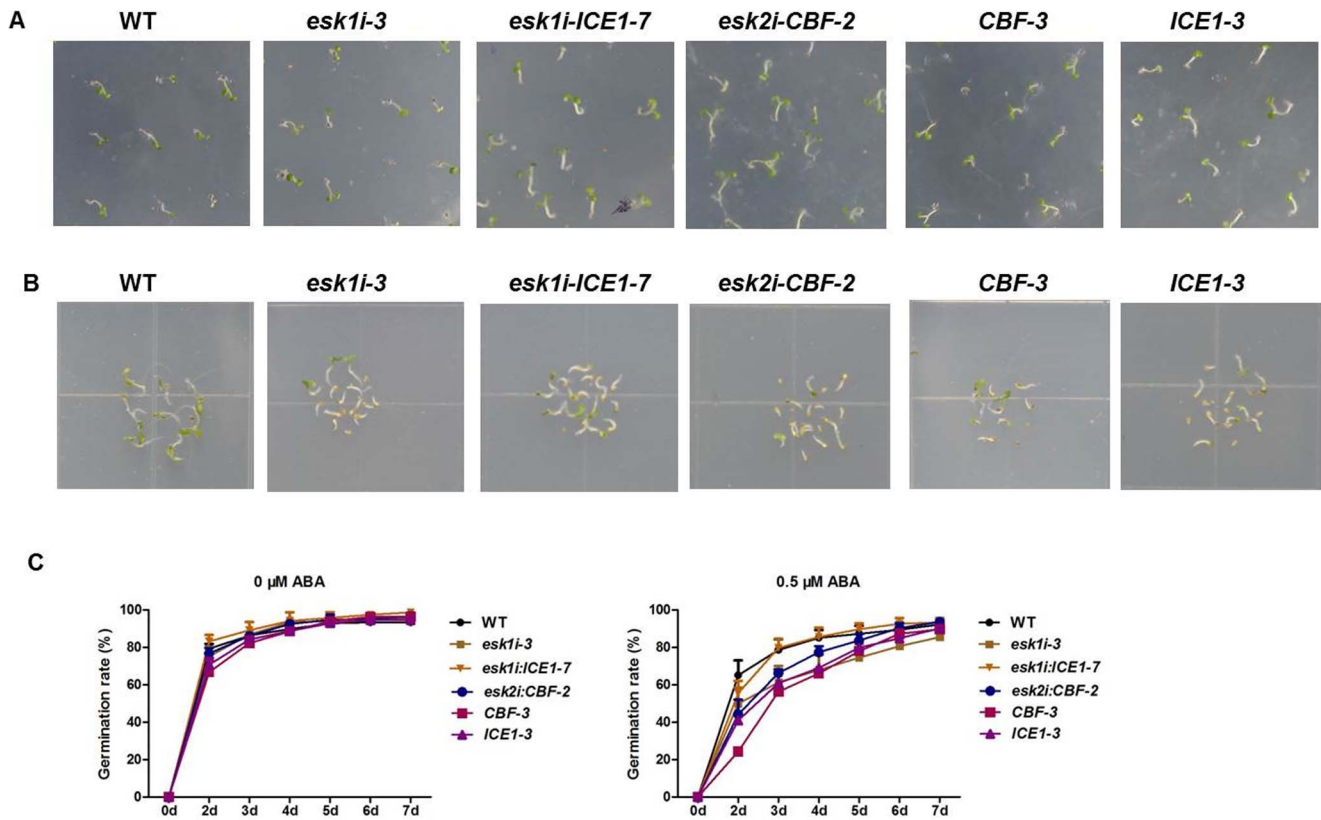 A
WT esk1i-3 esk1i-ICE1-7 esk2i-CBF-2 CBF-3 ICE1-3
B
WT esk1i-3 esk1i-ICE1-7 esk2i-CBF-2 CBF-3 ICE1-3
C
0 µM ABA
Germination rate (%)
100
80
60
40
20
0
0d 2d 3d 4d 5d 6d 7d
WT
esk1i-3
esk1i:ICE1-7
esk2i:CBF-2
CBF-3
ICE1-3
0.5 µM ABA
Germination rate (%)
100
80
60
40
20
0
0d 2d 3d 4d 5d 6d 7d
WT
esk1i-3
esk1i:ICE1-7
esk2i:CBF-2
CBF-3
ICE1-3